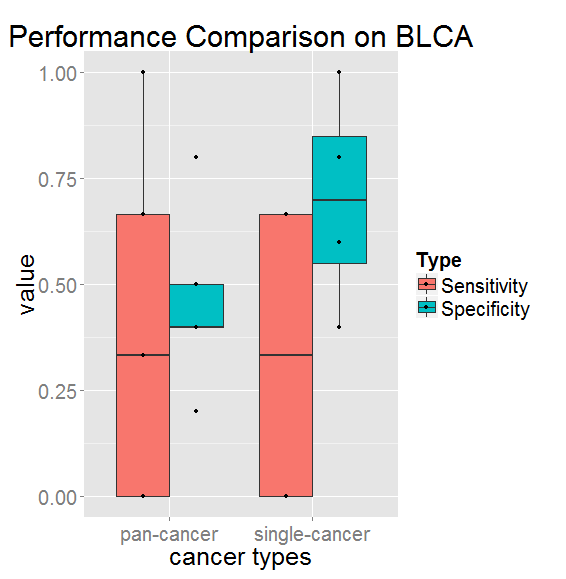 Performance Comparison on BLCA
1.00
0.75
0.50
0.25
0.00
value
pan-cancer
single-cancer
cancer types
Type
Sensitivity
Specificity